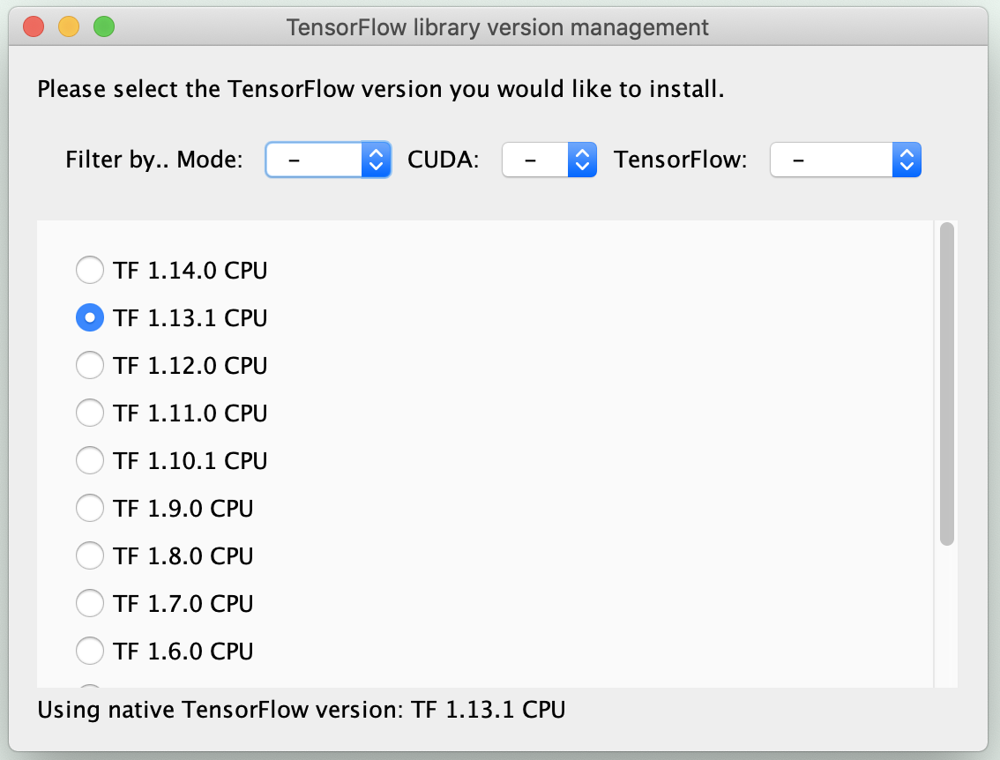 TensorFlow library version management
Please select the TensorFlow version you would like to install.
Filter by.. Mode: – CUDA: – TensorFlow: –
TF 1.14.0 CPU
TF 1.13.1 CPU
TF 1.12.0 CPU
TF 1.11.0 CPU
TF 1.10.1 CPU
TF 1.9.0 CPU
TF 1.8.0 CPU
TF 1.7.0 CPU
TF 1.6.0 CPU
Using native TensorFlow version: TF 1.13.1 CPU